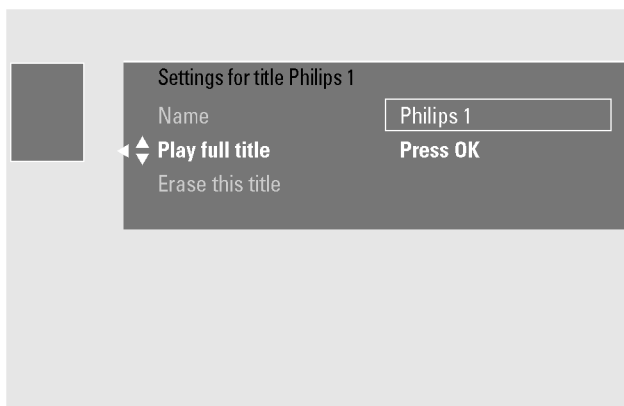 Settings for title Philips 1
Name Philips 1
Play full title Press OK
Erase this title